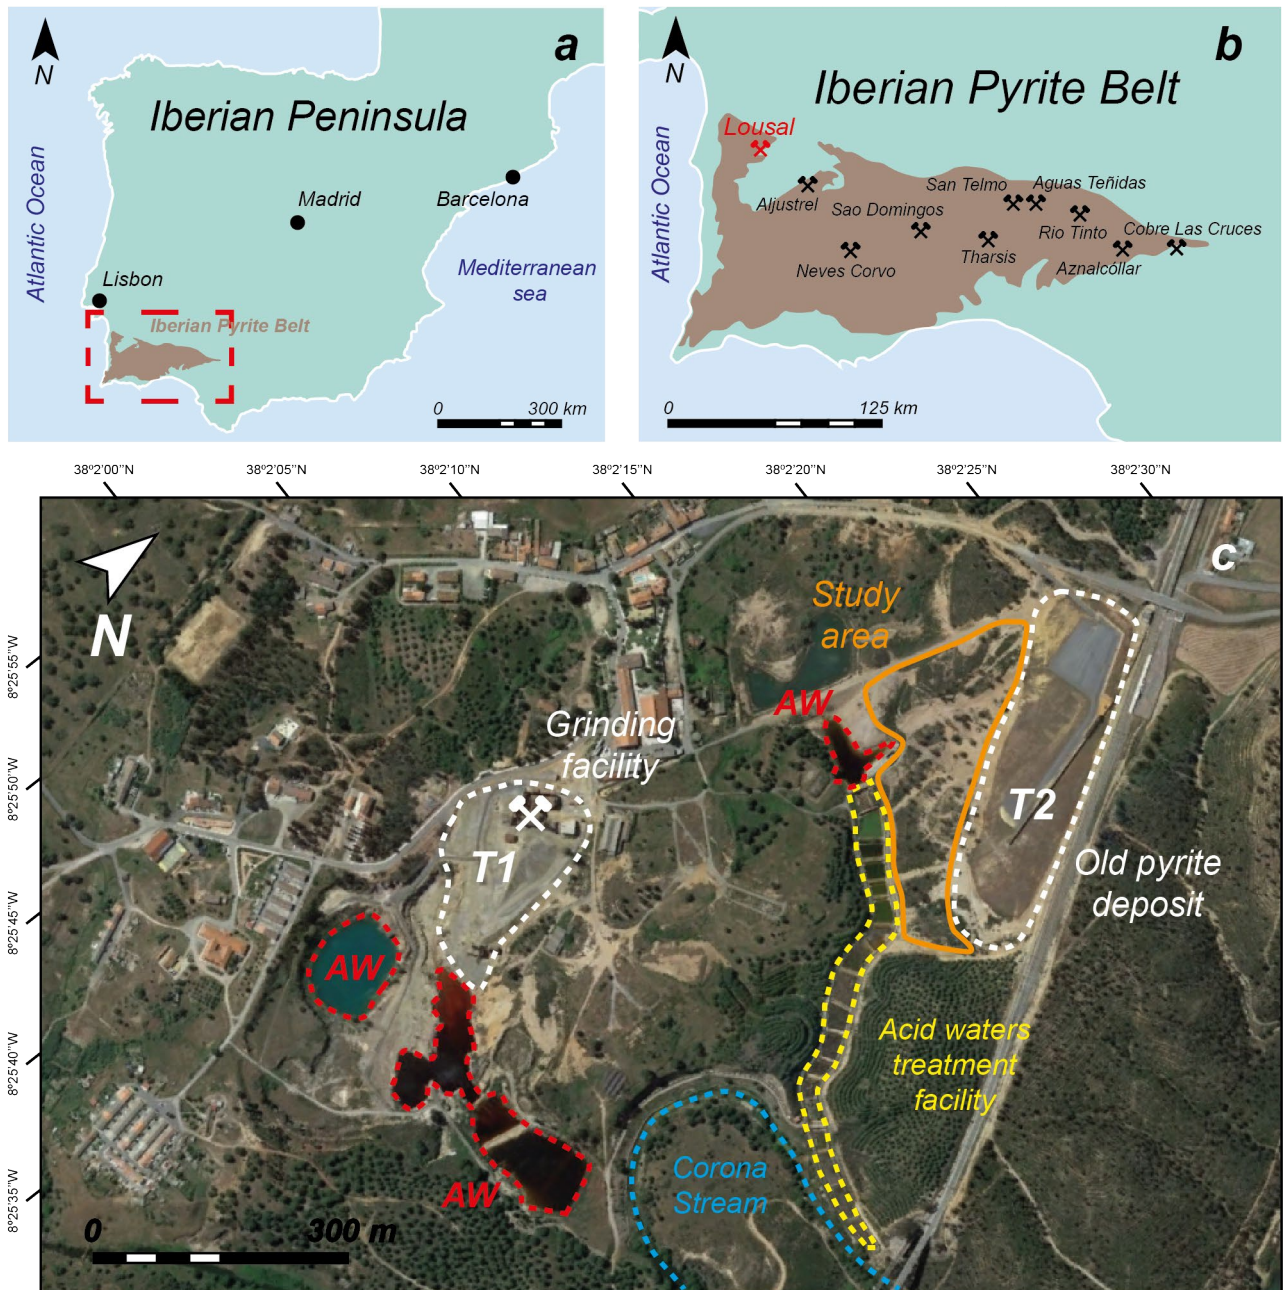 a
N
Iberian Peninsula
Atlantic Ocean
Madrid
Barcelona
Lisbon
Mediterranean
sea
Iberian Pyrite Belt
0 300 km
b
N
Iberian Pyrite Belt
Atlantic Ocean
Lousal
Aljustrel
San Telmo
Aguas Teñidas
Sao Domingos
Rio Tinto
Cobre Las Cruces
Neves Corvo
Tharsis
Aznalcóllar
0 125 km
38º2'00''N 38º2'05''N 38º2'10''N 38º2'15''N 38º2'20''N 38º2'25''N 38º2'30''N
8º25'55''W
8º25'50''W
8º25'45''W
8º25'40''W
8º25'35''W
c
N
Study
area
AW
Grinding
facility
T1
T2
Old pyrite
deposit
AW
Acid waters
treatment
facility
Corona
Stream
AW
0 300 m